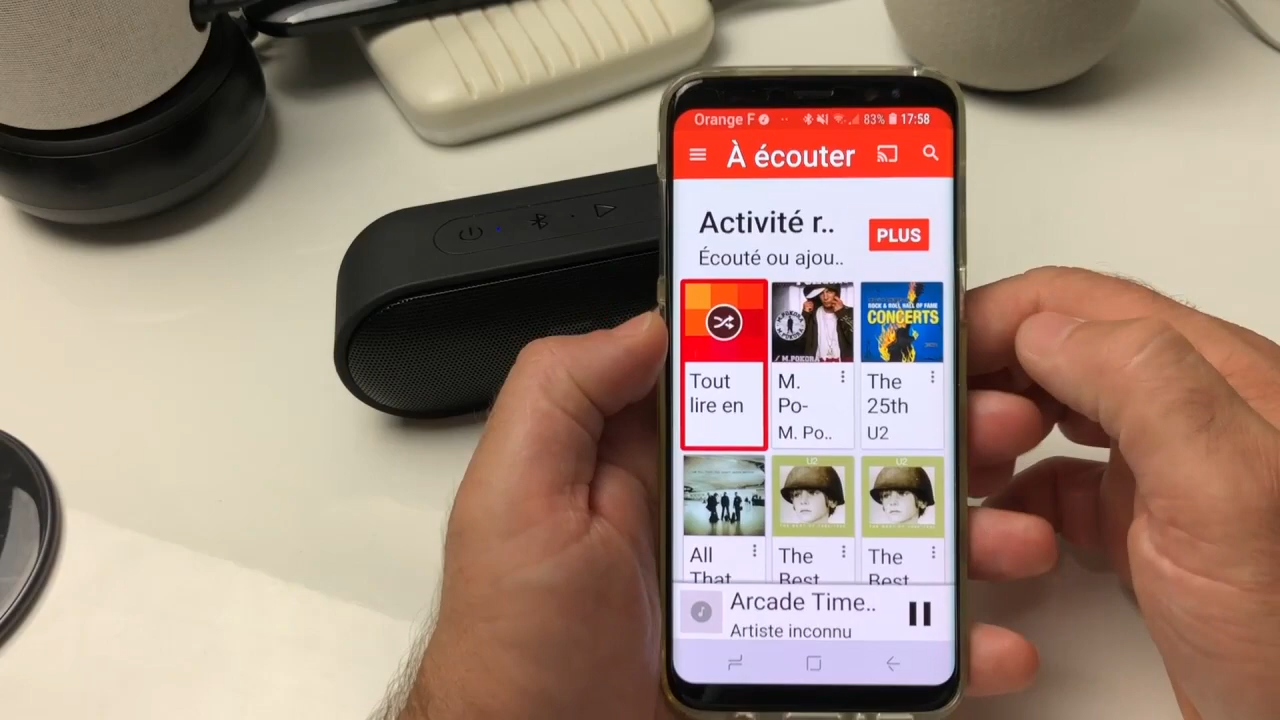 Orange F 83% 17:58
À écouter
Activité r..
PLUS
Écouté ou ajou..
ROCK & ROLL HALL OF FAME
CONCERTS
M.POKORA
Tout
lire en
M.
Po-
M. Po..
The
25th
U2
U2
U2
All
That
The
Best
The
Best
Arcade Time..
Artiste inconnu